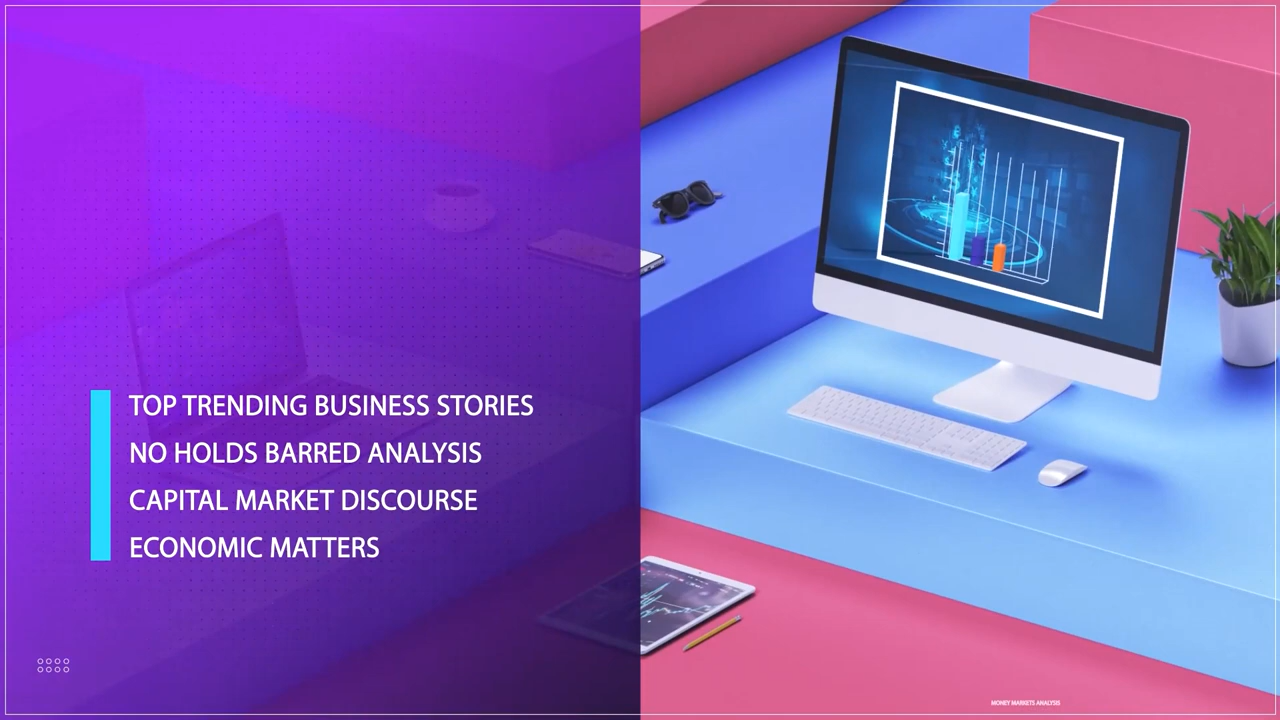 TOP TRENDING BUSINESS STORIES
NO HOLDS BARRED ANALYSIS
CAPITAL MARKET DISCOURSE
ECONOMIC MATTERS
MONEY MARKETS ANALYSIS